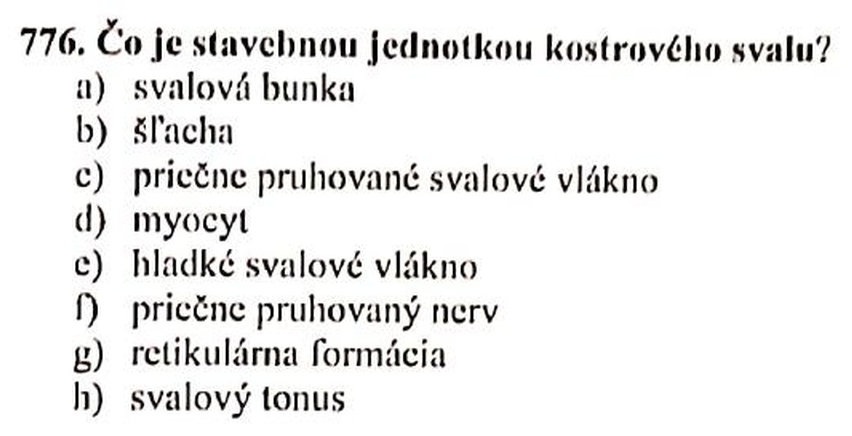 776. Čo je stavebnou jednotkou kostrového svalu?
a) svalová bunka
b) šľacha
c) priečne pruhované svalové vlákno
d) myocyt
e) hladké svalové vlákno
f) priečne pruhovaný nerv
g) retikulárna formácia
h) svalový tonus